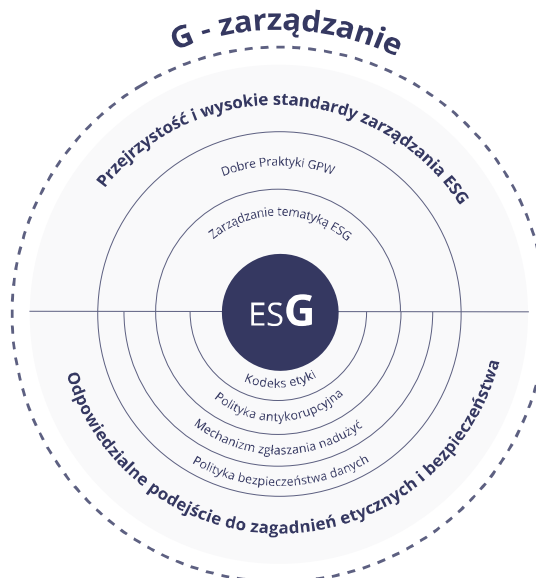 G - zarządzanie
Przejrzystość i wysokie standardy zarządzania ESG
Dobre Praktyki GPW
Zarządzanie tematyką ESG
ESG
Kodeks etyki
Polityka antykorupcyjna
Mechanizm zgłaszania nadużyć
Polityka bezpieczeństwa danych
Odpowiedzialne podejście do zagadnień etycznych i bezpieczeństwa